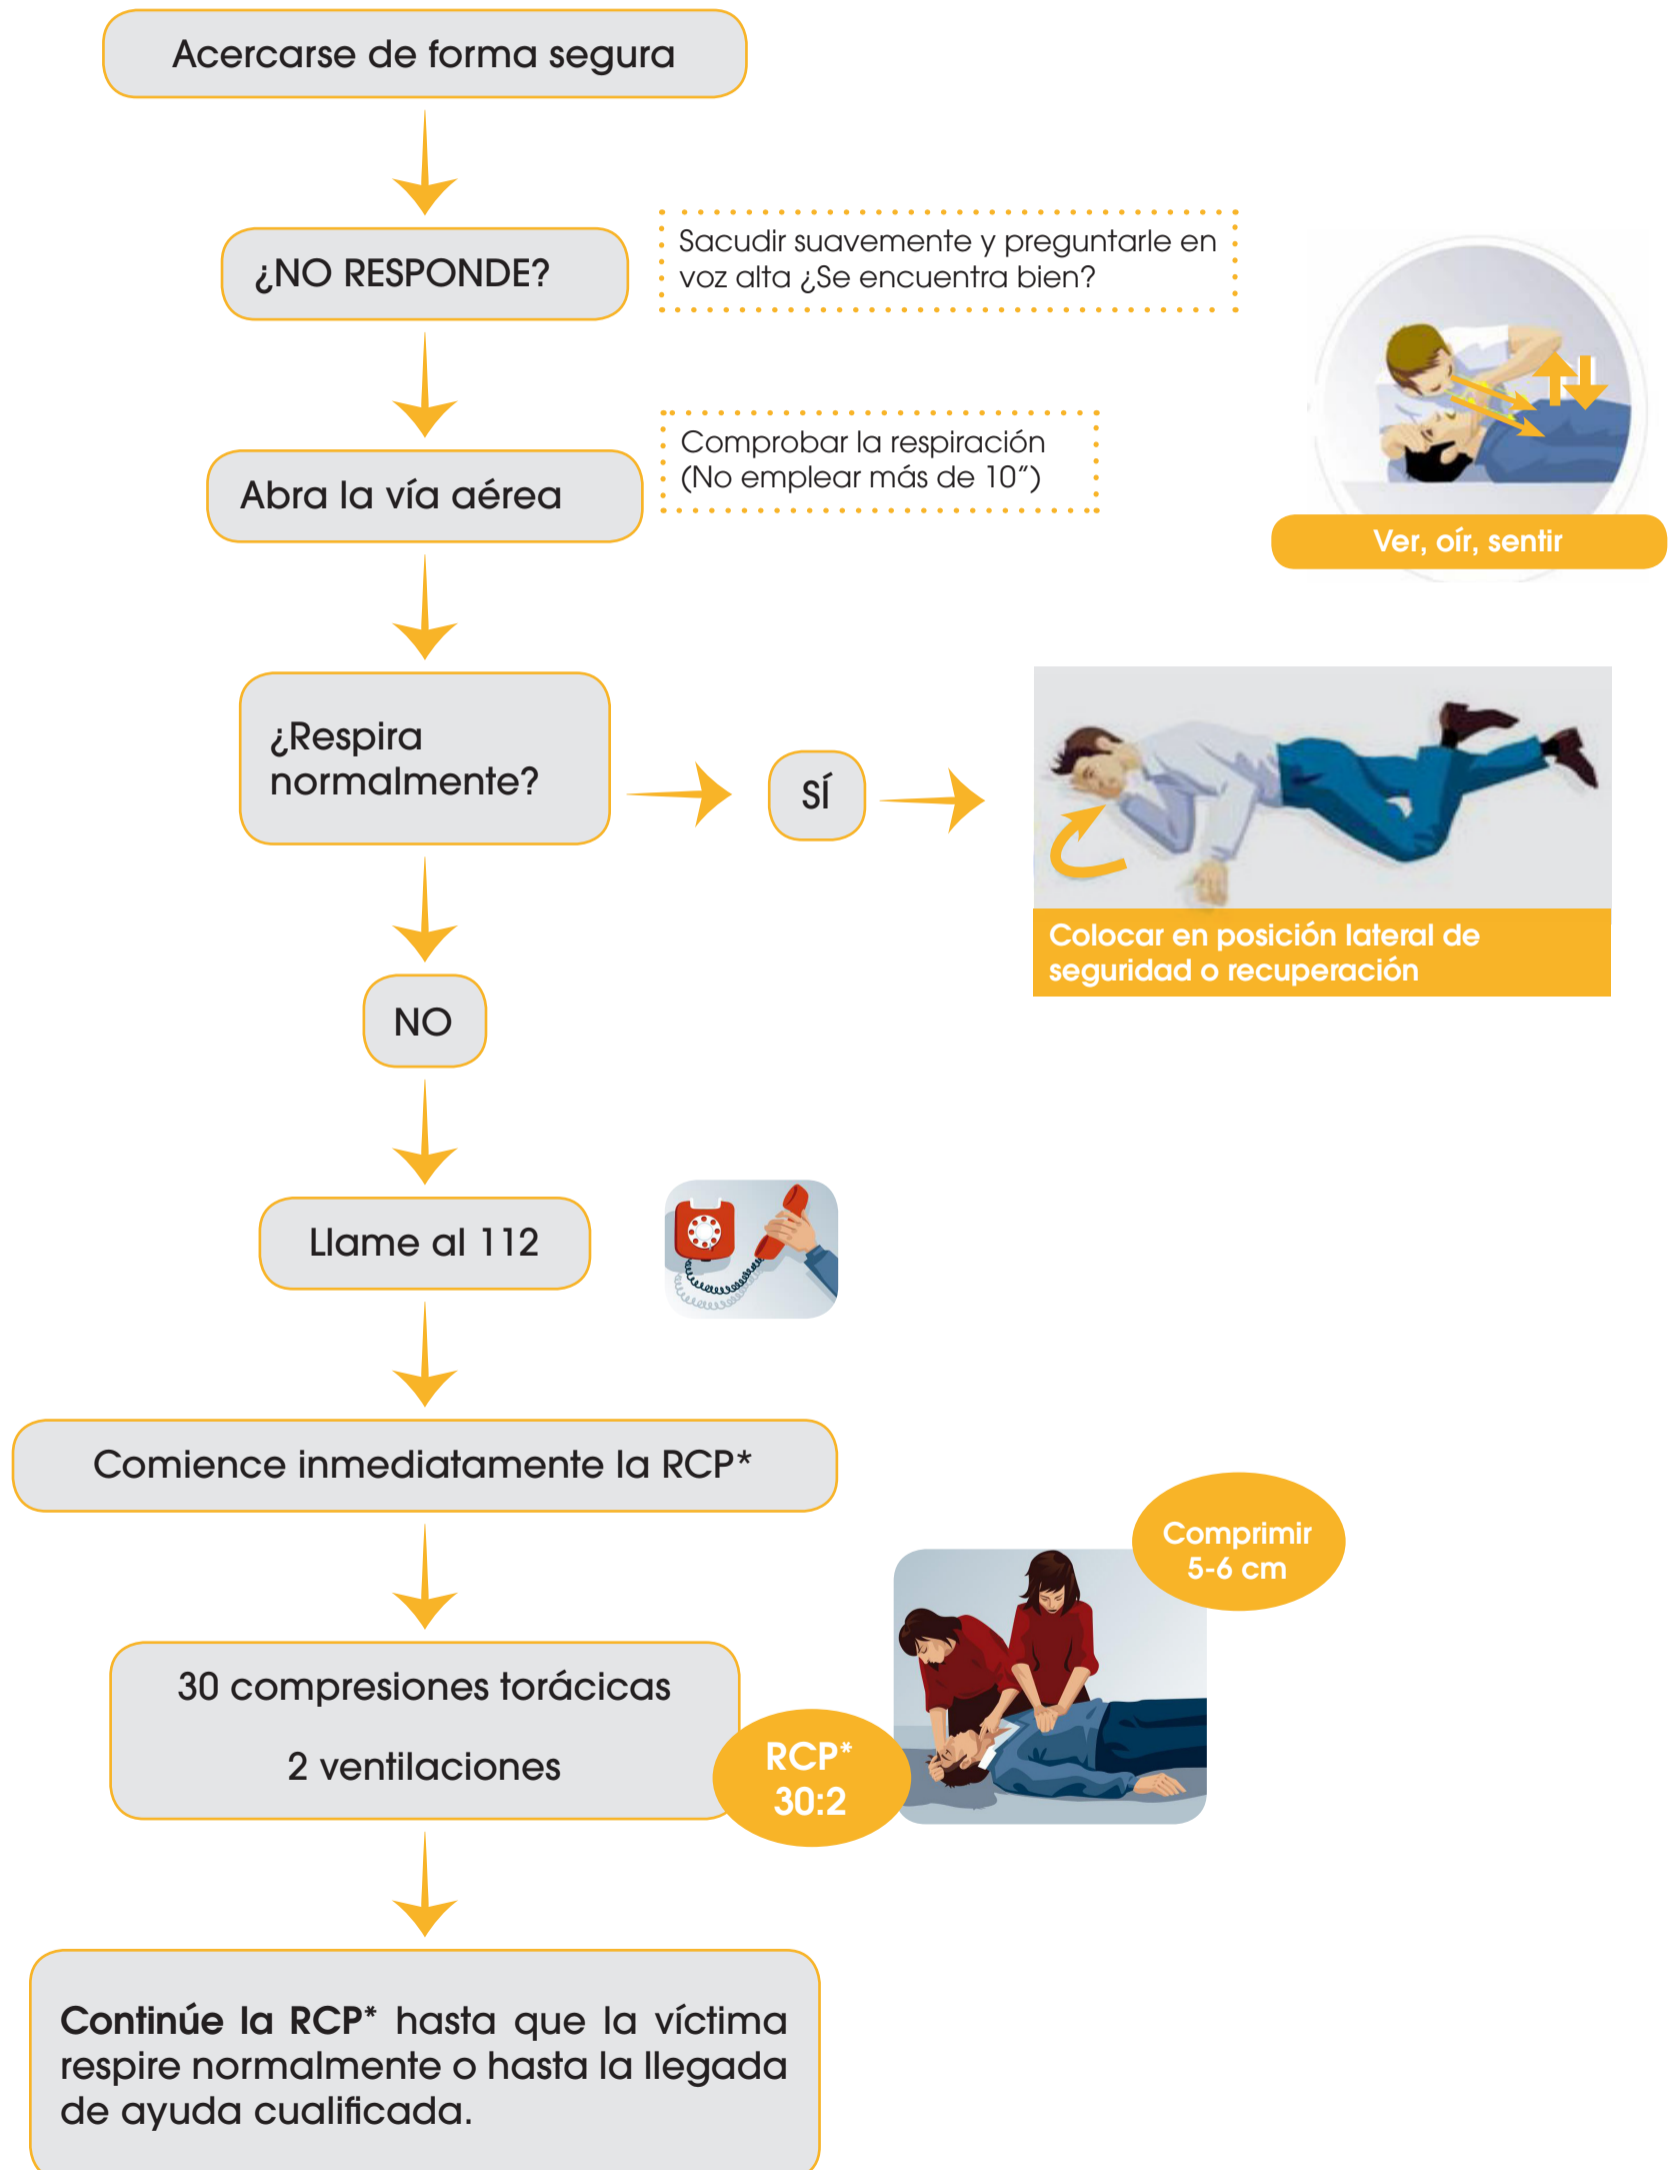 Acercarse de forma segura
¿NO RESPONDE?
Sacudir suavemente y preguntarle en
voz alta ¿Se encuentra bien?
Abra la vía aérea
Comprobar la respiración
(No emplear más de 10”)
Ver, oír, sentir
¿Respira
normalmente?
SÍ
Colocar en posición lateral de
seguridad o recuperación
NO
Llame al 112
Comience inmediatamente la RCP*
Comprimir
5-6 cm
30 compresiones torácicas
2 ventilaciones
RCP*
30:2
Continúe la RCP* hasta que la víctima
respire normalmente o hasta la llegada
de ayuda cualificada.